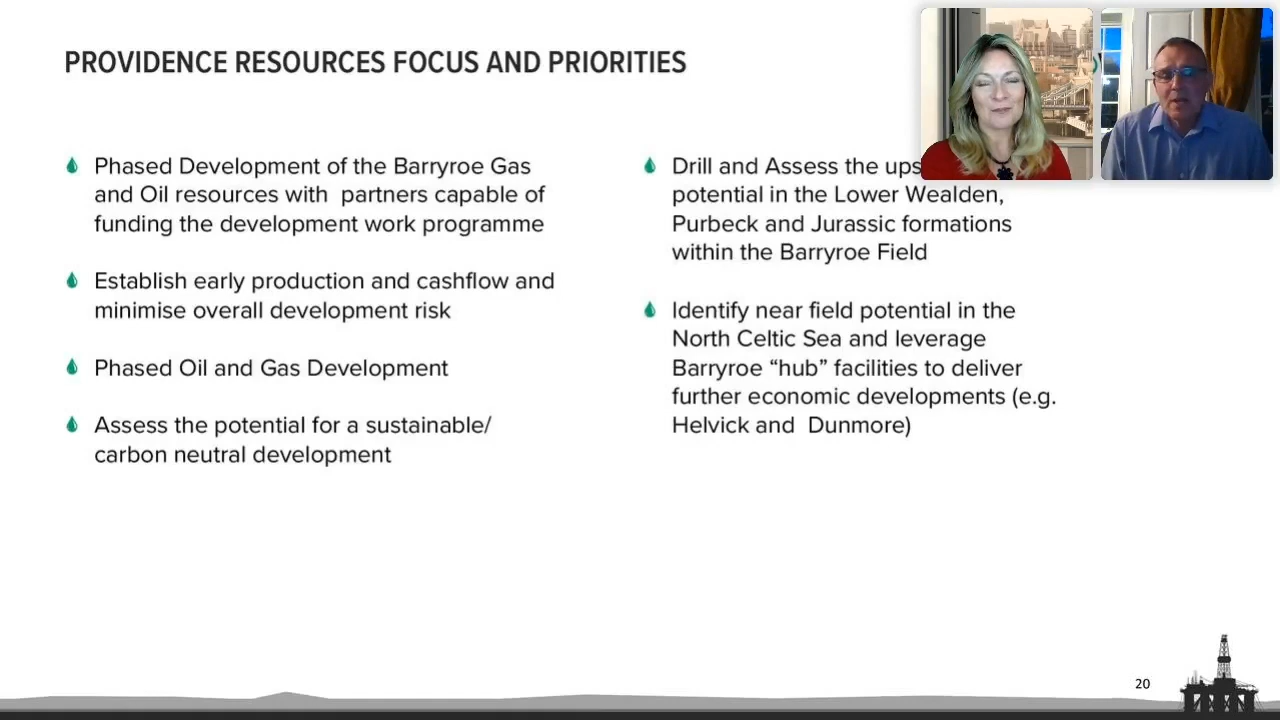 PROVIDENCE RESOURCES FOCUS AND PRIORITIES
Phased Development of the Barryroe Gas
and Oil resources with partners capable of
funding the development work programme
Establish early production and cashflow and
minimise overall development risk
Phased Oil and Gas Development
Assess the potential for a sustainable/
carbon neutral development
Drill and Assess the
potential in the Lower Wealden,
Purbeck and Jurassic formations
within the Barryroe Field
Identify near field potential in the
North Celtic Sea and leverage
Barryroe “hub” facilities to deliver
further economic developments (e.g.
Helvick and Dunmore)
20